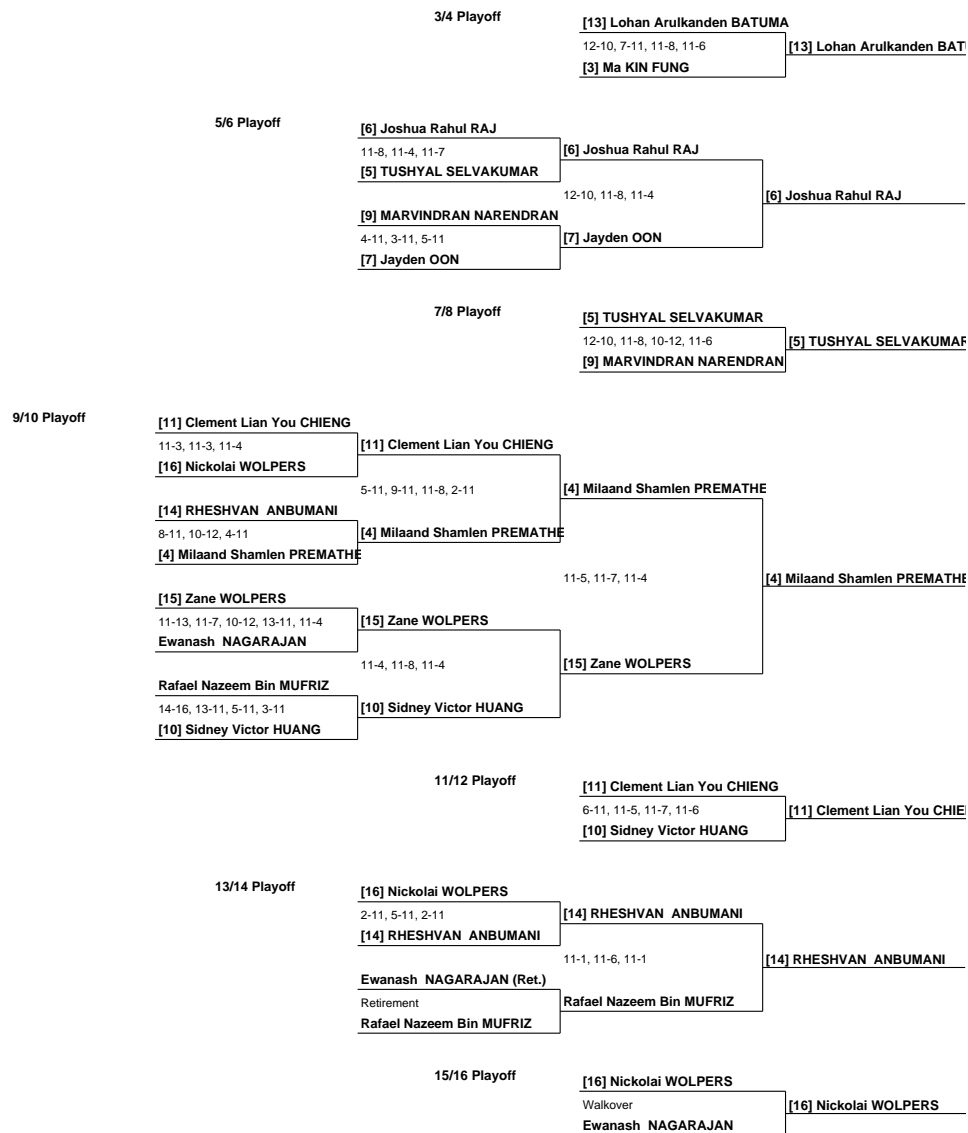 3/4 Playoff
[13] Lohan Arulkanden BATUMA
12-10, 7-11, 11-8, 11-6
[13] Lohan Arulkanden BATU
[3] Ma KIN FUNG
5/6 Playoff
[6] Joshua Rahul RAJ
11-8, 11-4, 11-7
[6] Joshua Rahul RAJ
[5] TUSHYAL SELVAKUMAR
12-10, 11-8, 11-4
[6] Joshua Rahul RAJ
[9] MARVINDRAN NARENDRAN
4-11, 3-11, 5-11
[7] Jayden OON
[7] Jayden OON
7/8 Playoff
[5] TUSHYAL SELVAKUMAR
12-10, 11-8, 10-12, 11-6
[5] TUSHYAL SELVAKUMAR
[9] MARVINDRAN NARENDRAN
9/10 Playoff
[11] Clement Lian You CHIENG
11-3, 11-3, 11-4
[11] Clement Lian You CHIENG
[16] Nickolai WOLPERS
5-11, 9-11, 11-8, 2-11
[4] Milaand Shamlen PREMATHE
[14] RHESHVAN ANBUMANI
8-11, 10-12, 4-11
[4] Milaand Shamlen PREMATHE
[4] Milaand Shamlen PREMATHE
11-5, 11-7, 11-4
[4] Milaand Shamlen PREMATHE
[15] Zane WOLPERS
11-13, 11-7, 10-12, 13-11, 11-4
[15] Zane WOLPERS
Ewanash NAGARAJAN
11-4, 11-8, 11-4
[15] Zane WOLPERS
Rafael Nazeem Bin MUFRIZ
14-16, 13-11, 5-11, 3-11
[10] Sidney Victor HUANG
[10] Sidney Victor HUANG
11/12 Playoff
[11] Clement Lian You CHIENG
6-11, 11-5, 11-7, 11-6
[11] Clement Lian You CHIE
[10] Sidney Victor HUANG
13/14 Playoff
[16] Nickolai WOLPERS
2-11, 5-11, 2-11
[14] RHESHVAN ANBUMANI
[14] RHESHVAN ANBUMANI
11-1, 11-6, 11-1
[14] RHESHVAN ANBUMANI
Ewanash NAGARAJAN (Ret.)
Retirement
Rafael Nazeem Bin MUFRIZ
Rafael Nazeem Bin MUFRIZ
15/16 Playoff
[16] Nickolai WOLPERS
Walkover
[16] Nickolai WOLPERS
Ewanash NAGARAJAN